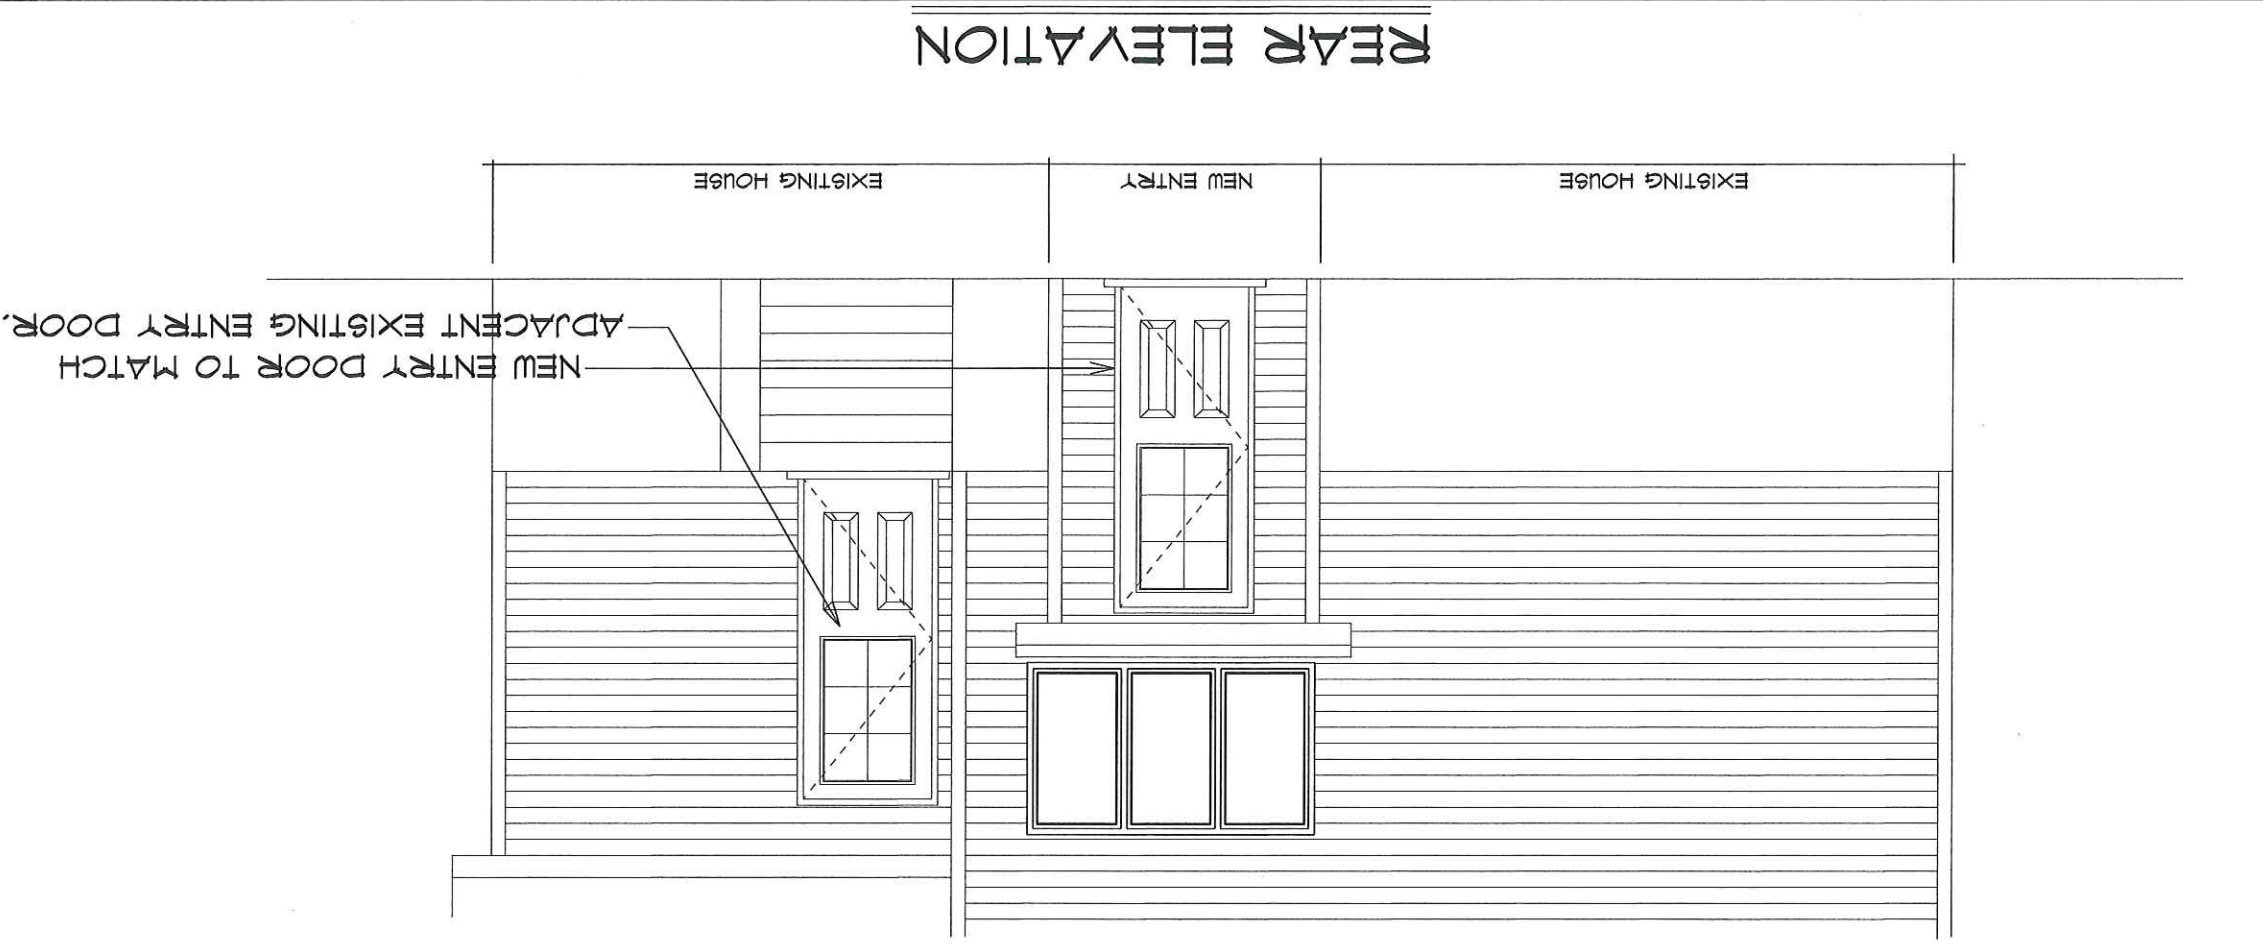 NEW ENTRY DOOR TO MATCH
ADJACENT EXISTING ENTRY DOOR.
EXISTING HOUSE
NEW ENTRY
EXISTING HOUSE
REAR ELEVATION